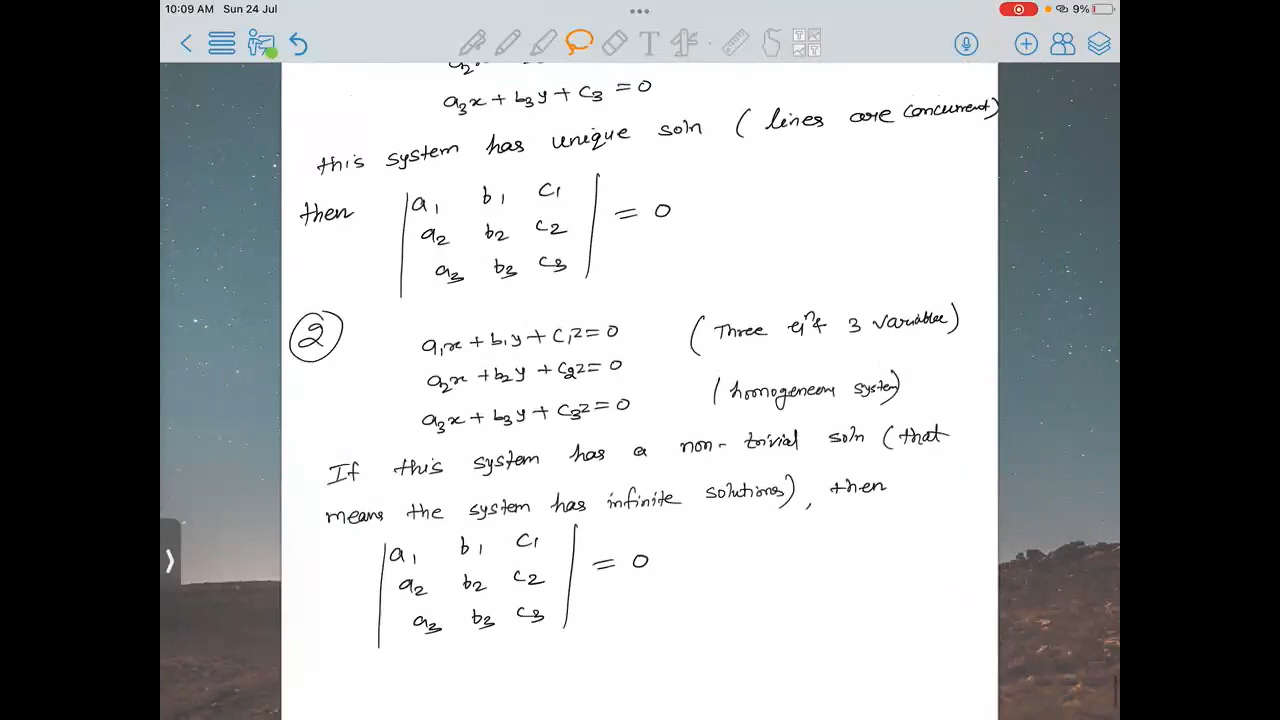 10:09 AM Sun 24 Jul
9%
T
a3x + b3y + c3 = 0
this system has unique soln (lines are concurrent)
then | a1 b1 c1 | = 0
a2 b2 c2
a3 b3 c3
2
a1x + b1y + c1z = 0 (Three eqn & 3 variable)
a2x + b2y + c2z = 0
(homogeneous system)
a3x + b3y + c3z = 0
If this system has a non-trivial soln (that
means the system has infinite solutions), then
| a1 b1 c1 | = 0
a2 b2 c2
a3 b3 c3